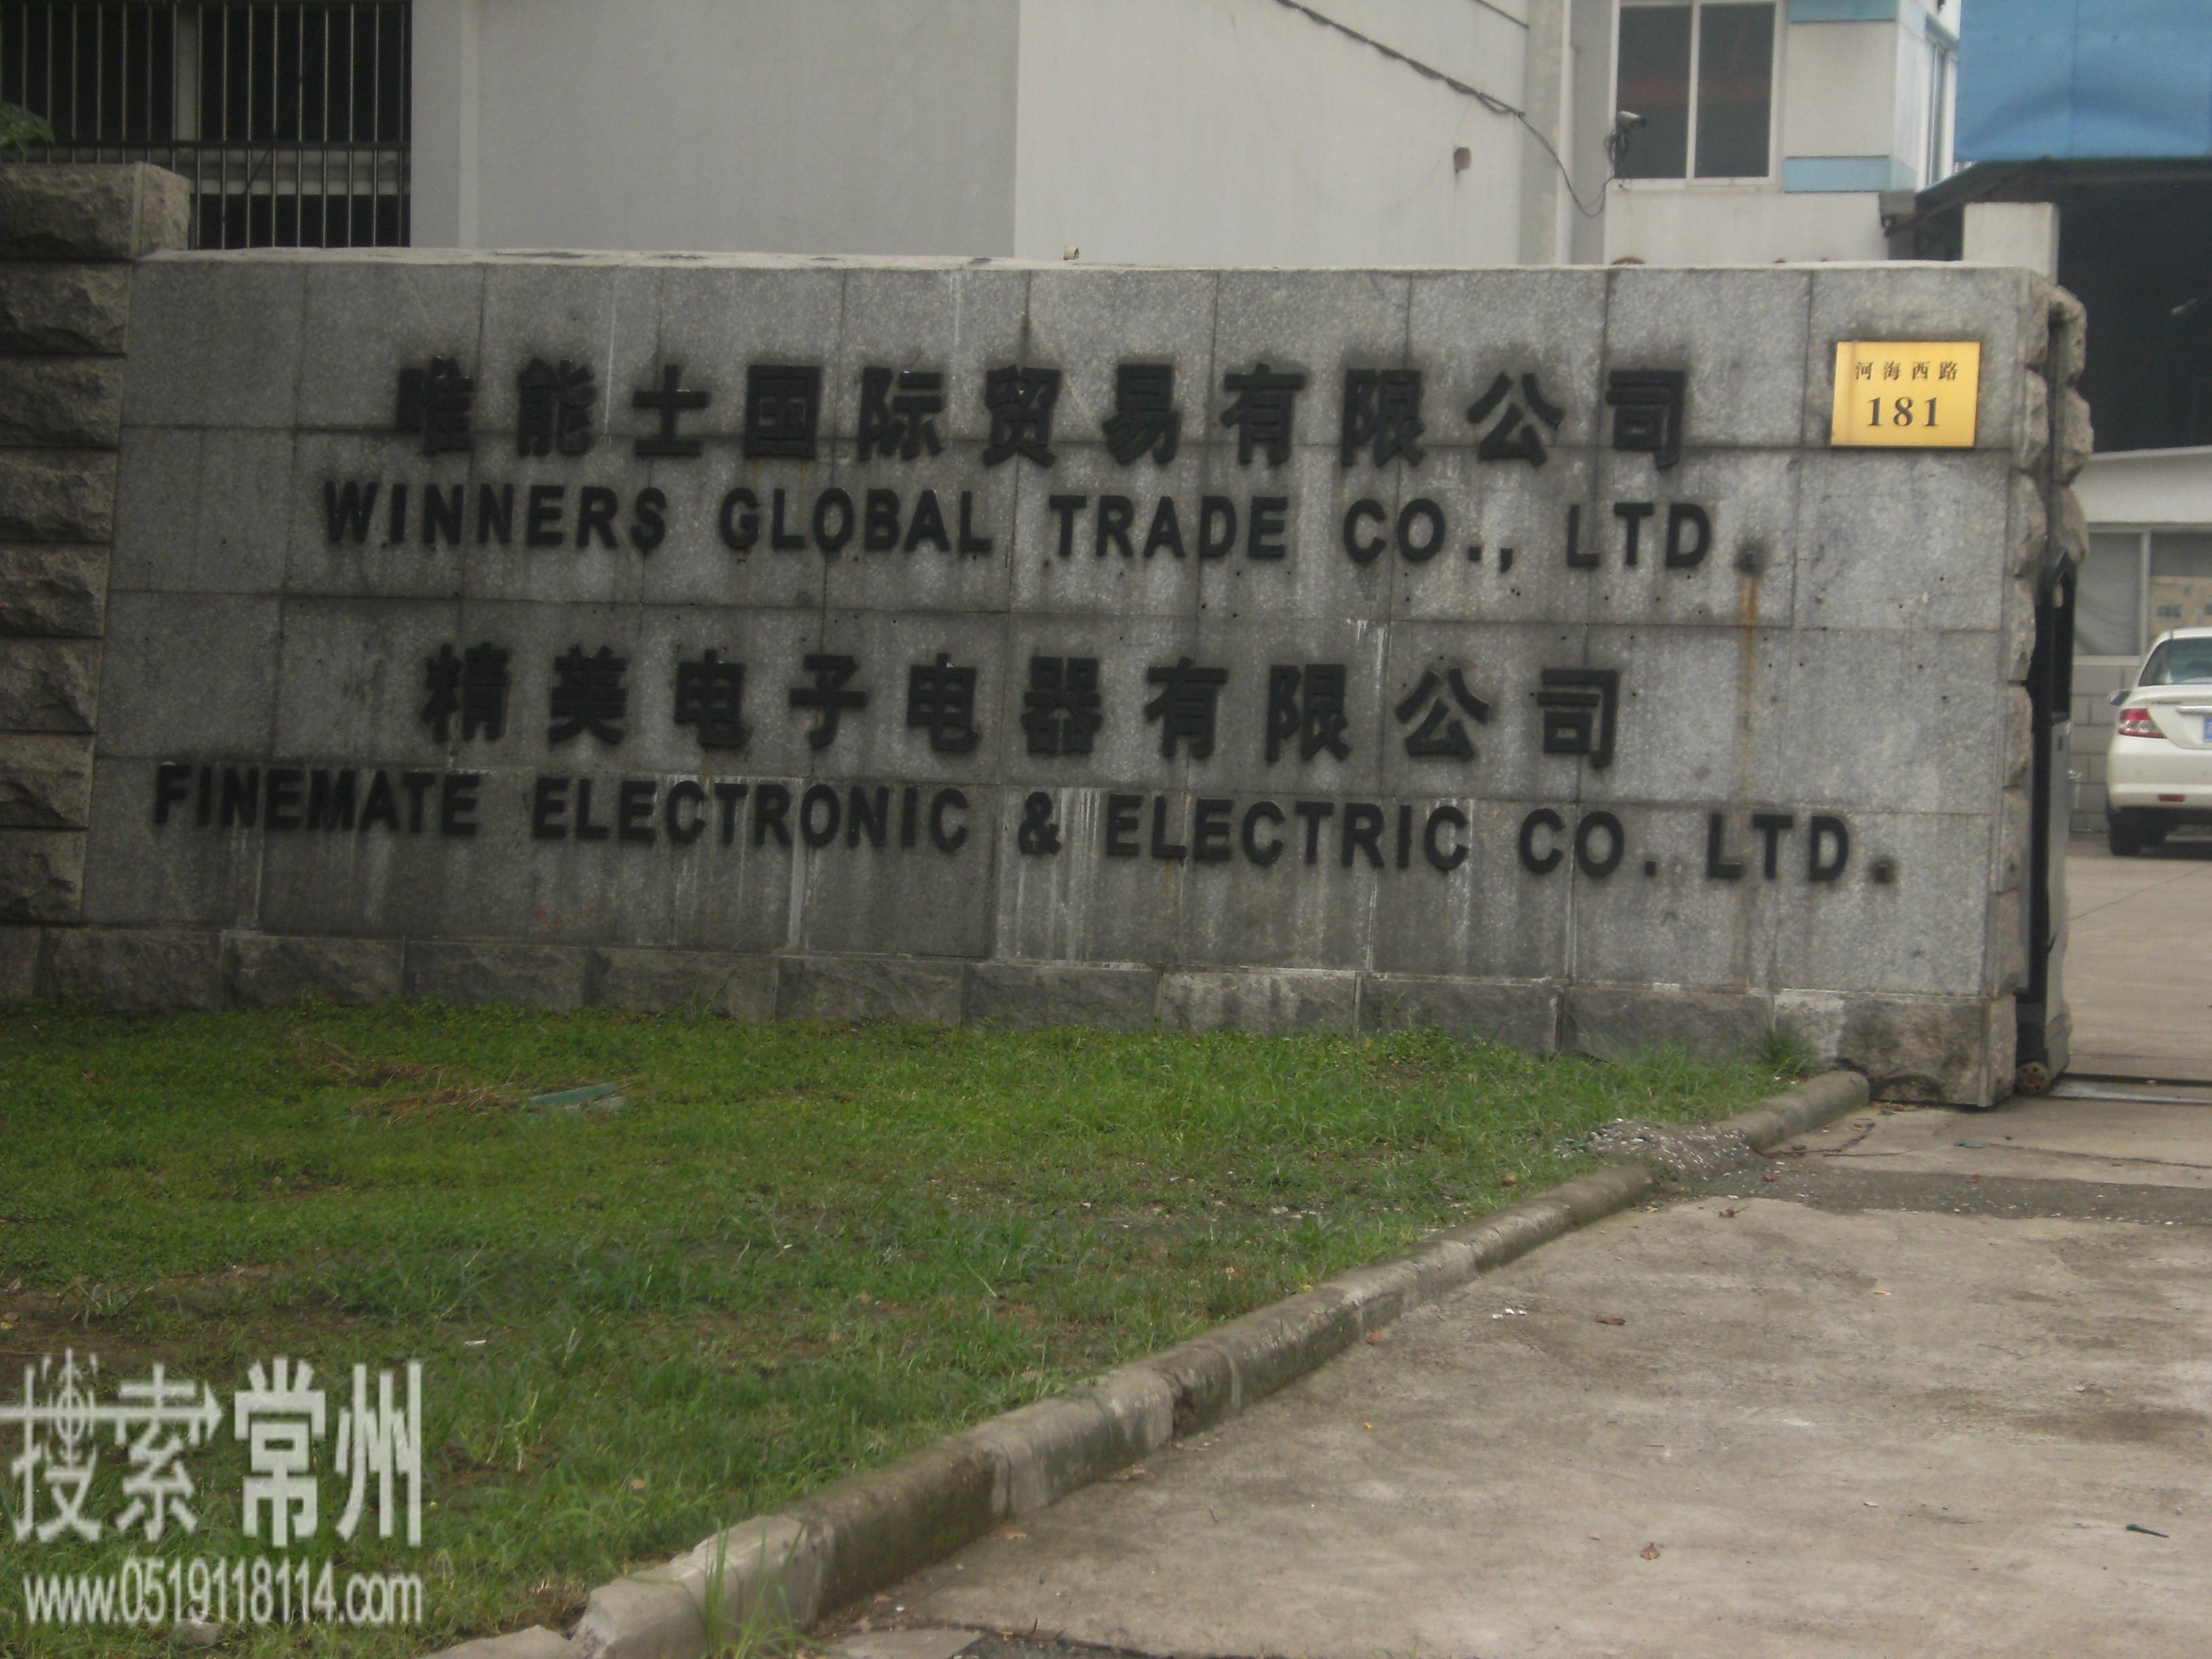 唯能士国际贸易有限公司
WINNERS GLOBAL TRADE CO., LTD.
河海西路
181
精美电子电器有限公司
FINEMATE ELECTRONIC & ELECTRIC CO. LTD.
搜索常州
www.0519118114.com